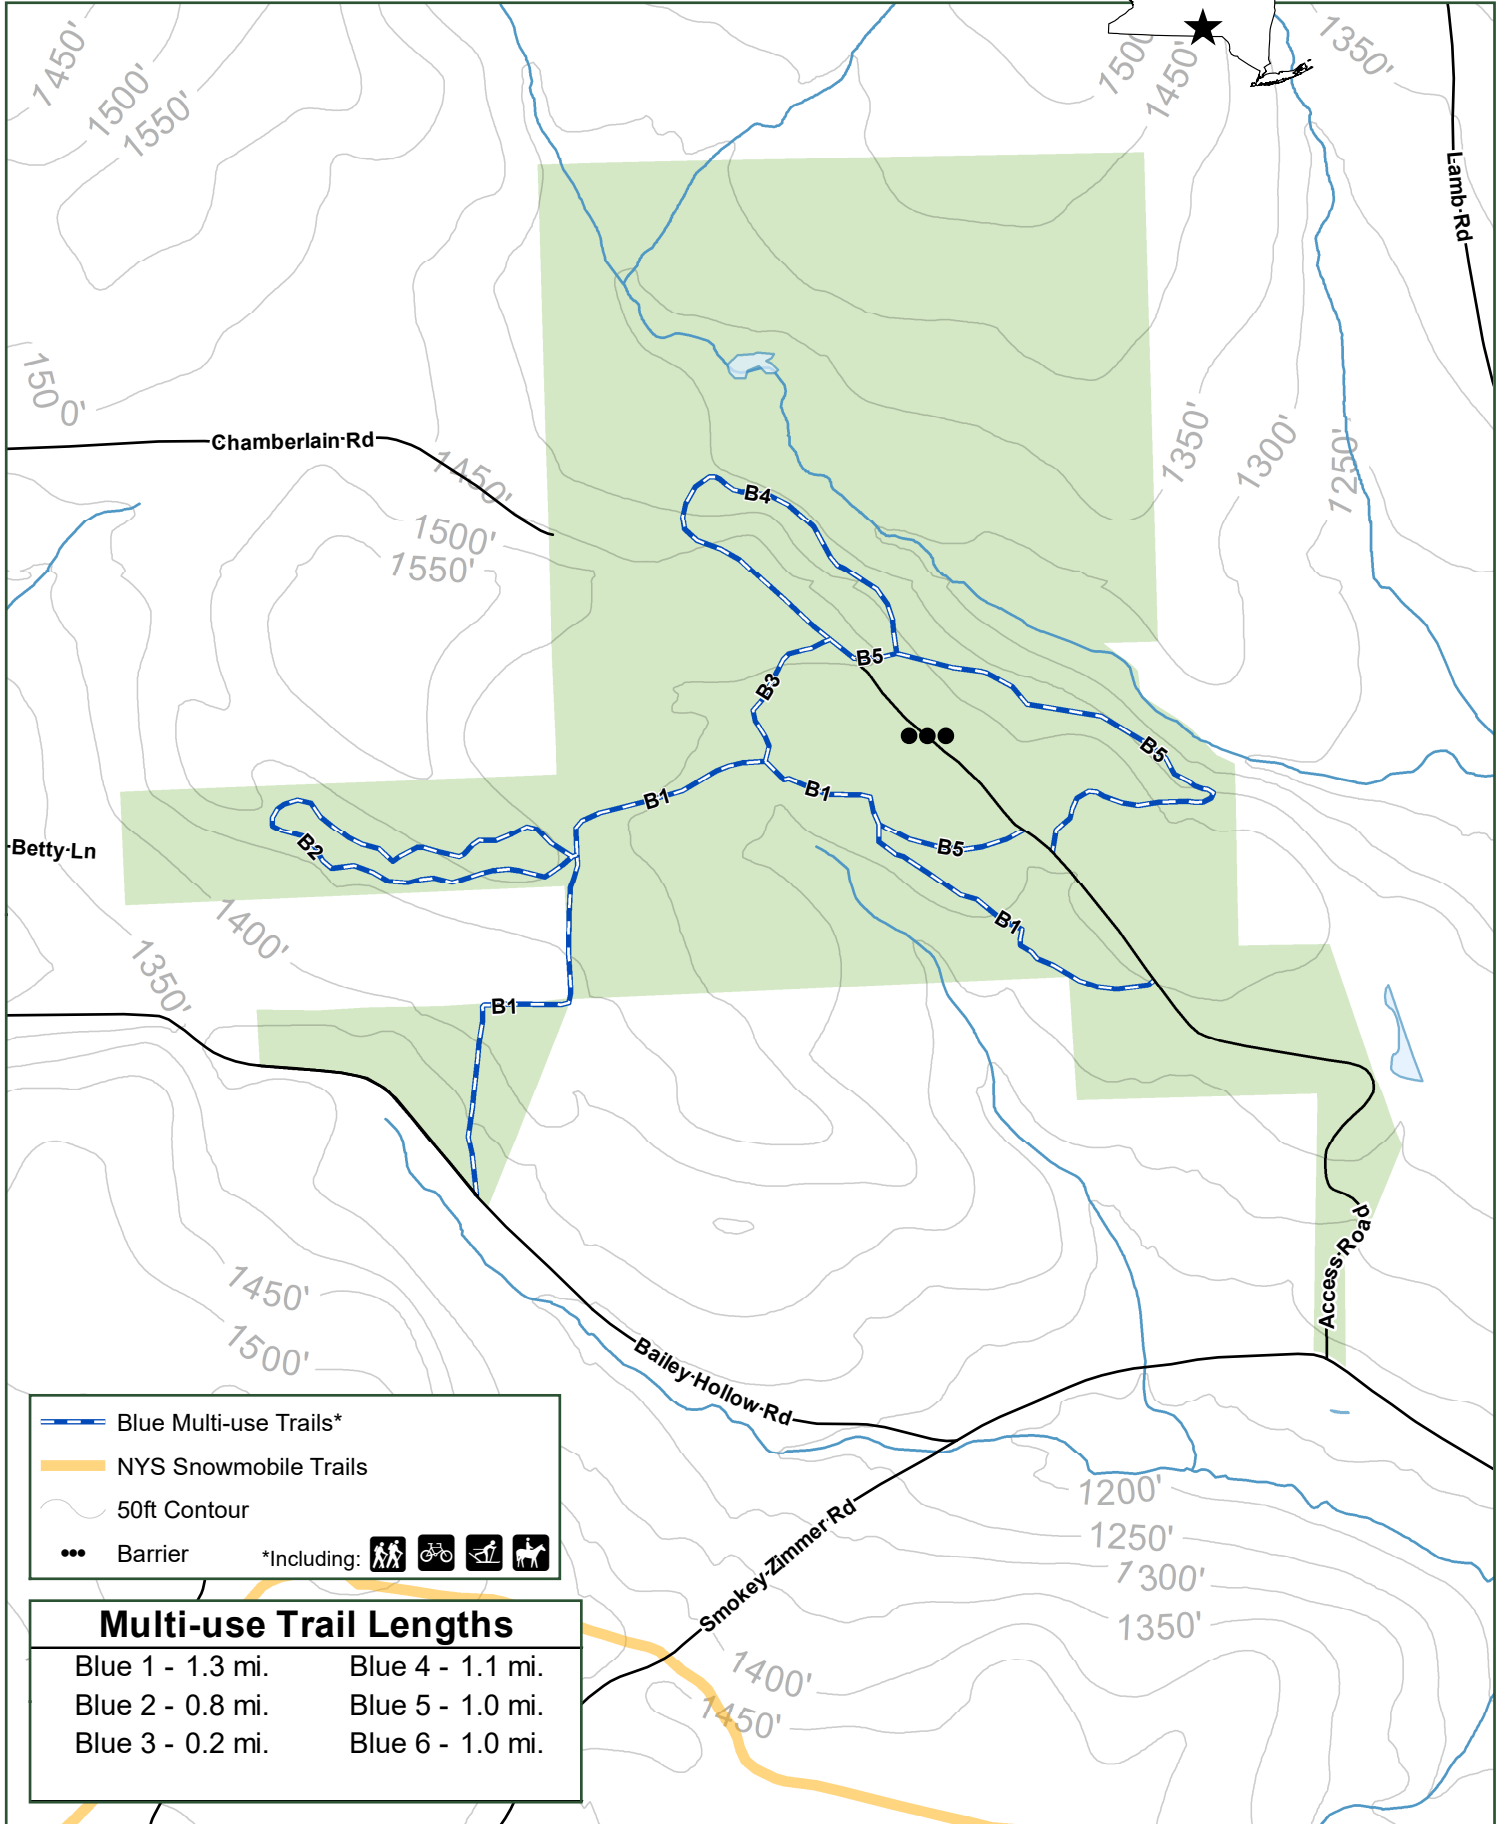 1450'
1500'
1550'
1500'
1450'
1350'
Lamb Rd
1500'
Chamberlain Rd
1450'
1500'
1550'
1350'
1300'
1250'
B4
B5
B3
B5
B1
B1
B2
B5
Betty Ln
B1
1400'
1350'
B1
Access Road
1450'
1500'
Bailey Hollow Rd
Blue Multi-use Trails*
NYS Snowmobile Trails
50ft Contour
Barrier
*Including:
1200'
1250'
1300'
1350'
Smokey Zimmer Rd
1400'
1450'
Multi-use Trail Lengths
Blue 1 - 1.3 mi. Blue 4 - 1.1 mi.
Blue 2 - 0.8 mi. Blue 5 - 1.0 mi.
Blue 3 - 0.2 mi. Blue 6 - 1.0 mi.